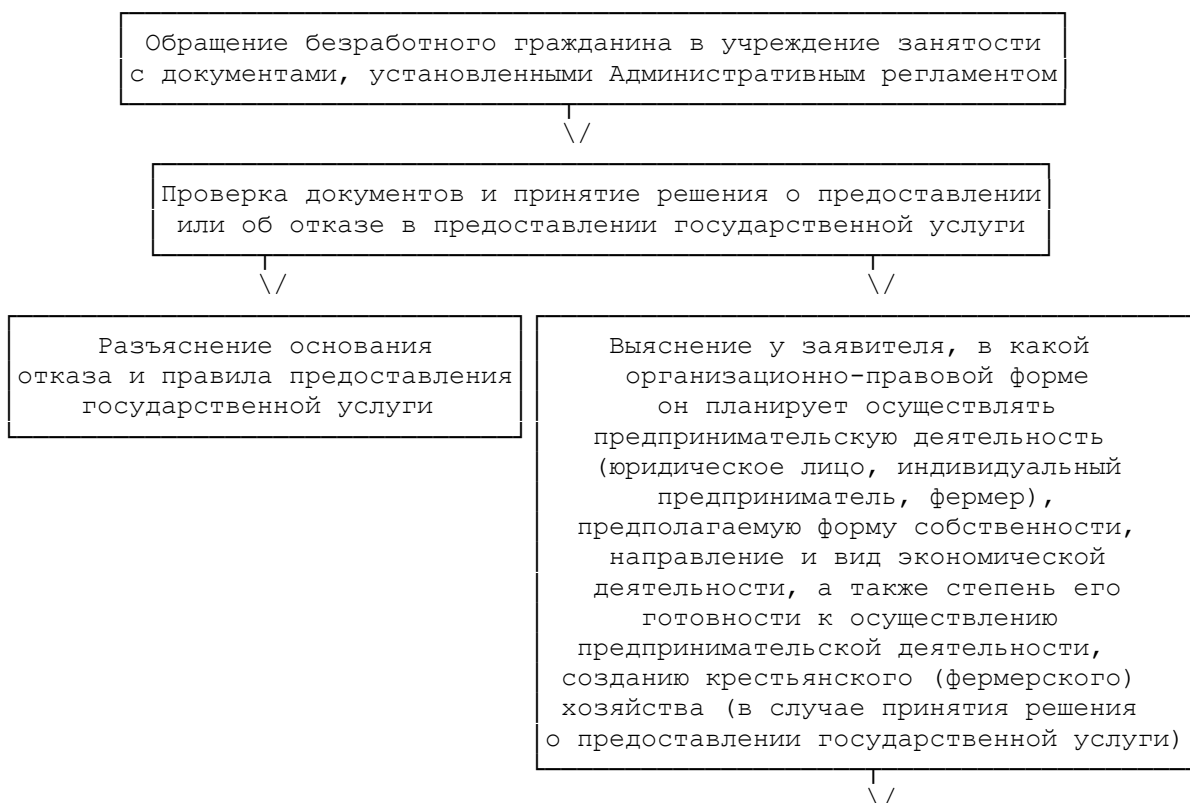 Обращение безработного гражданина в учреждение занятости
с документами, установленными Административным регламентом
\/
Проверка документов и принятие решения о предоставлении
или об отказе в предоставлении государственной услуги
\/ \/
Разъяснение основания
отказа и правила предоставления
государственной услуги
Выяснение у заявителя, в какой
организационно-правовой форме
он планирует осуществлять
предпринимательскую деятельность
(юридическое лицо, индивидуальный
предприниматель, фермер),
предполагаемую форму собственности,
направление и вид экономической
деятельности, а также степень его
готовности к осуществлению
предпринимательской деятельности,
созданию крестьянского (фермерского)
хозяйства (в случае принятия решения
о предоставлении государственной услуги)
\/